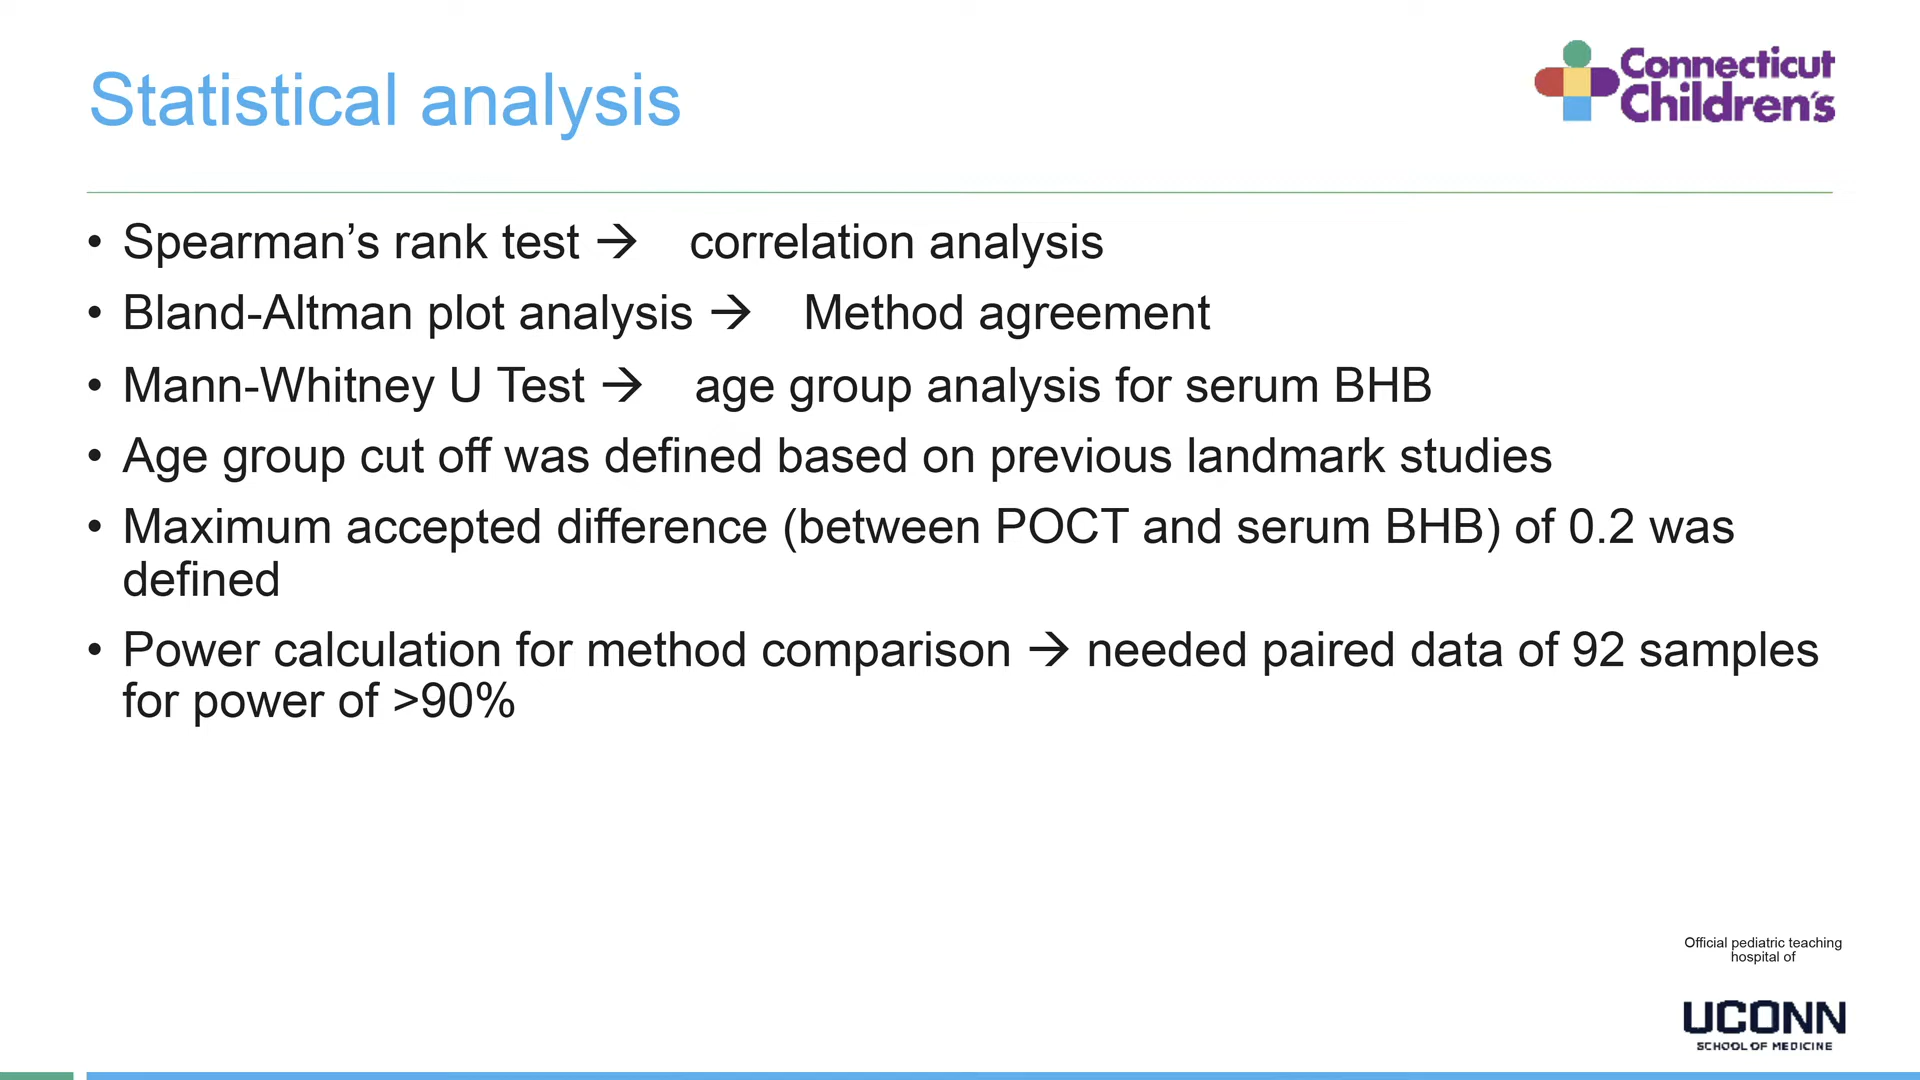 Statistical analysis
Connecticut
Children's
• Spearman’s rank test → correlation analysis
• Bland-Altman plot analysis → Method agreement
• Mann-Whitney U Test → age group analysis for serum BHB
• Age group cut off was defined based on previous landmark studies
• Maximum accepted difference (between POCT and serum BHB) of 0.2 was
defined
• Power calculation for method comparison → needed paired data of 92 samples
for power of >90%
Official pediatric teaching
hospital of
UCONN
SCHOOL OF MEDICINE